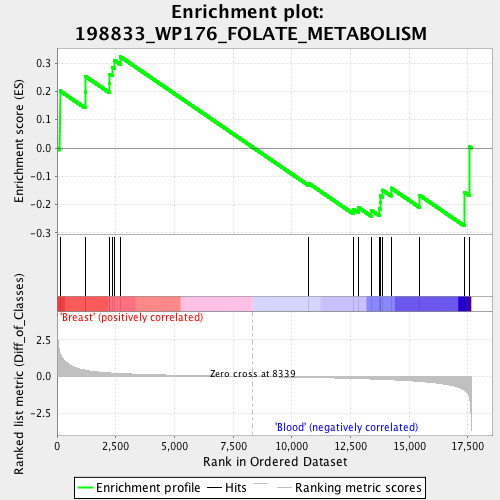 Enrichment plot:
198833_WP176_FOLATE_METABOLISM
Enrichment score (ES)
0.3
0.2
0.1
0.0
-0.1
-0.2
-0.3
'Breast' (positively correlated)
Ranked list metric (Diff_of_Classes)
2.5
0.0
-2.5
Zero cross at 8339
'Blood' (negatively correlated)
0 2,500 5,000 7,500 10,000 12,500 15,000 17,500
Rank in Ordered Dataset
Enrichment profile Hits Ranking metric scores